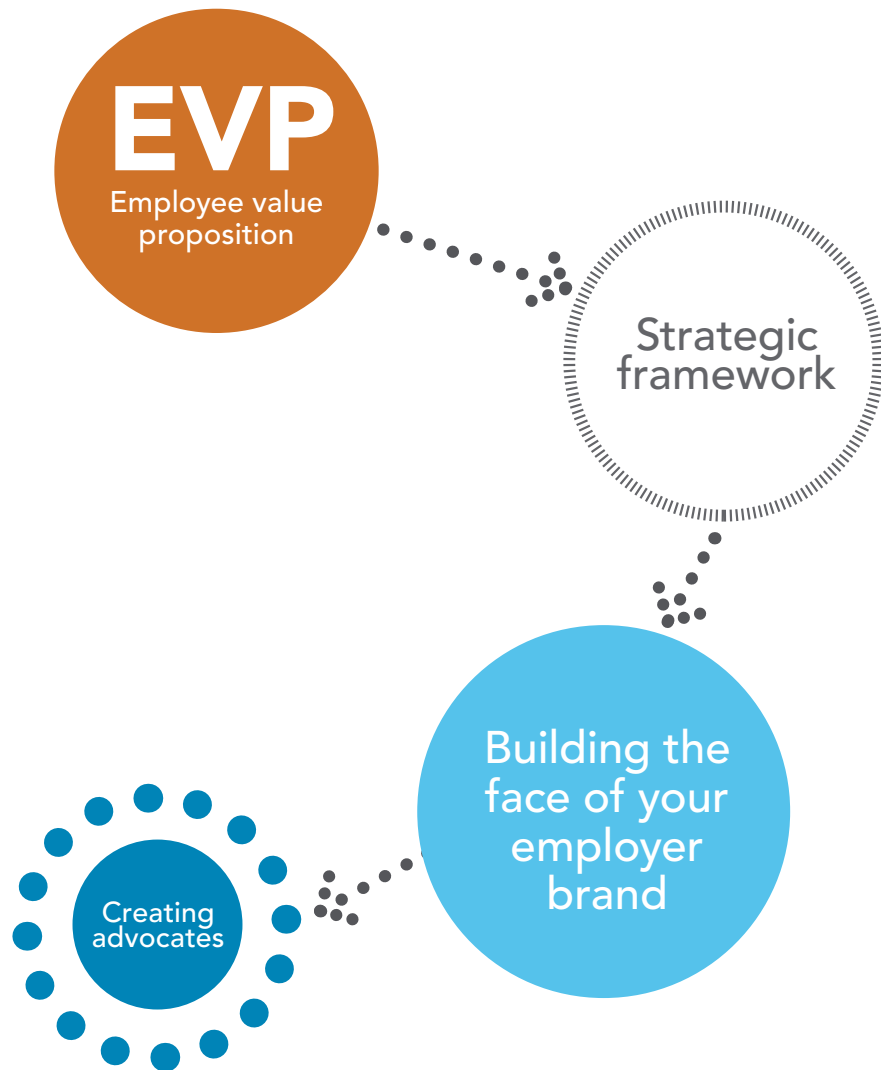 EVP
Employee value
proposition
Strategic
framework
Building the
face of your
employer
brand
Creating
advocates